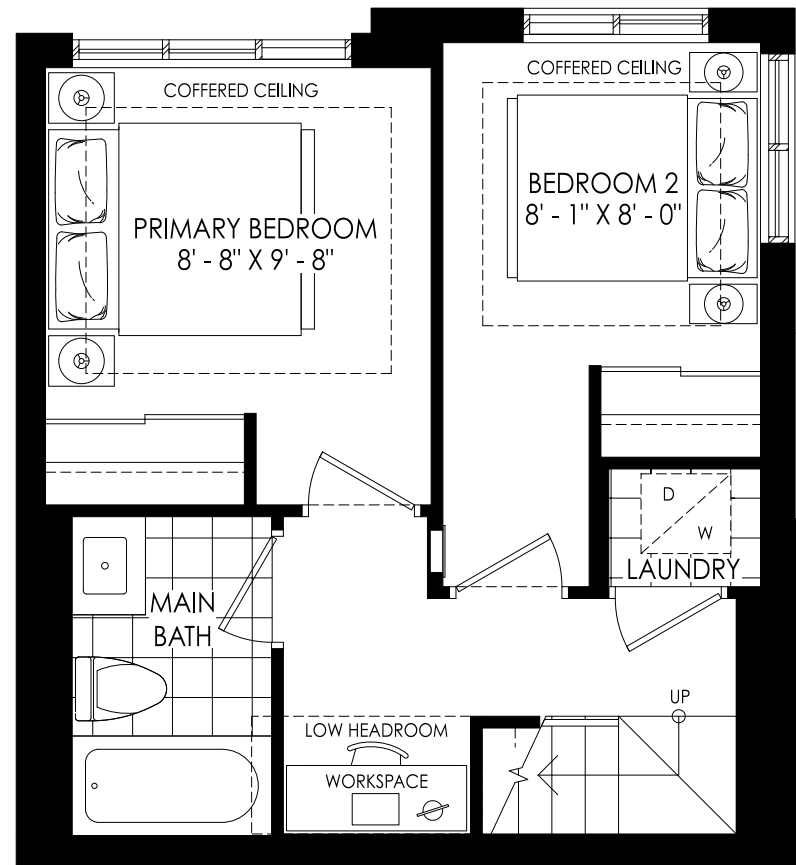 COFFERED CEILING
PRIMARY BEDROOM
8' - 8" X 9' - 8"
COFFERED CEILING
BEDROOM 2
8' - 1" X 8' - 0"
D
W
LAUNDRY
MAIN
BATH
UP
LOW HEADROOM
WORKSPACE